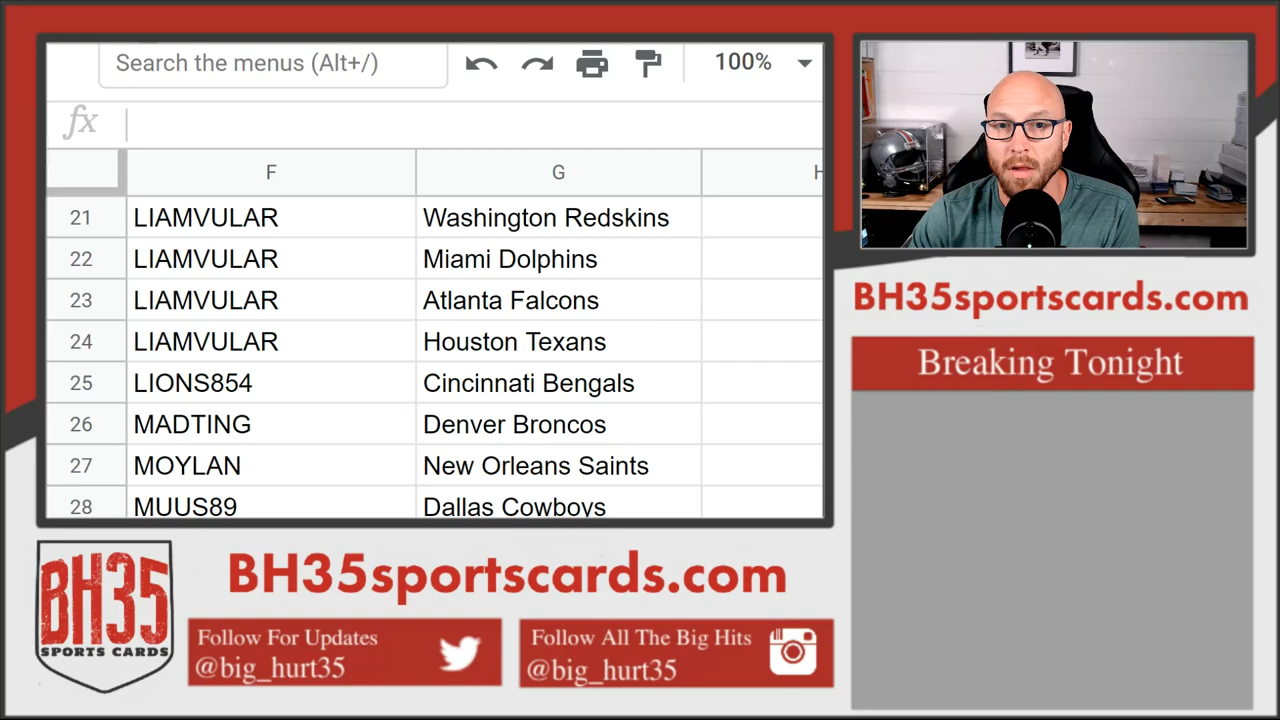 Search the menus (Alt+/)
100%
fx
F G H
21 LIAMVULAR Washington Redskins
22 LIAMVULAR Miami Dolphins
23 LIAMVULAR Atlanta Falcons
24 LIAMVULAR Houston Texans
25 LIONS854 Cincinnati Bengals
26 MADTING Denver Broncos
27 MOYLAN New Orleans Saints
28 MUUS89 Dallas Cowboys
BH35sportscards.com
Breaking Tonight
BH35
SPORTS CARDS
BH35sportscards.com
Follow For Updates
@big_hurt35
Follow All The Big Hits
@big_hurt35